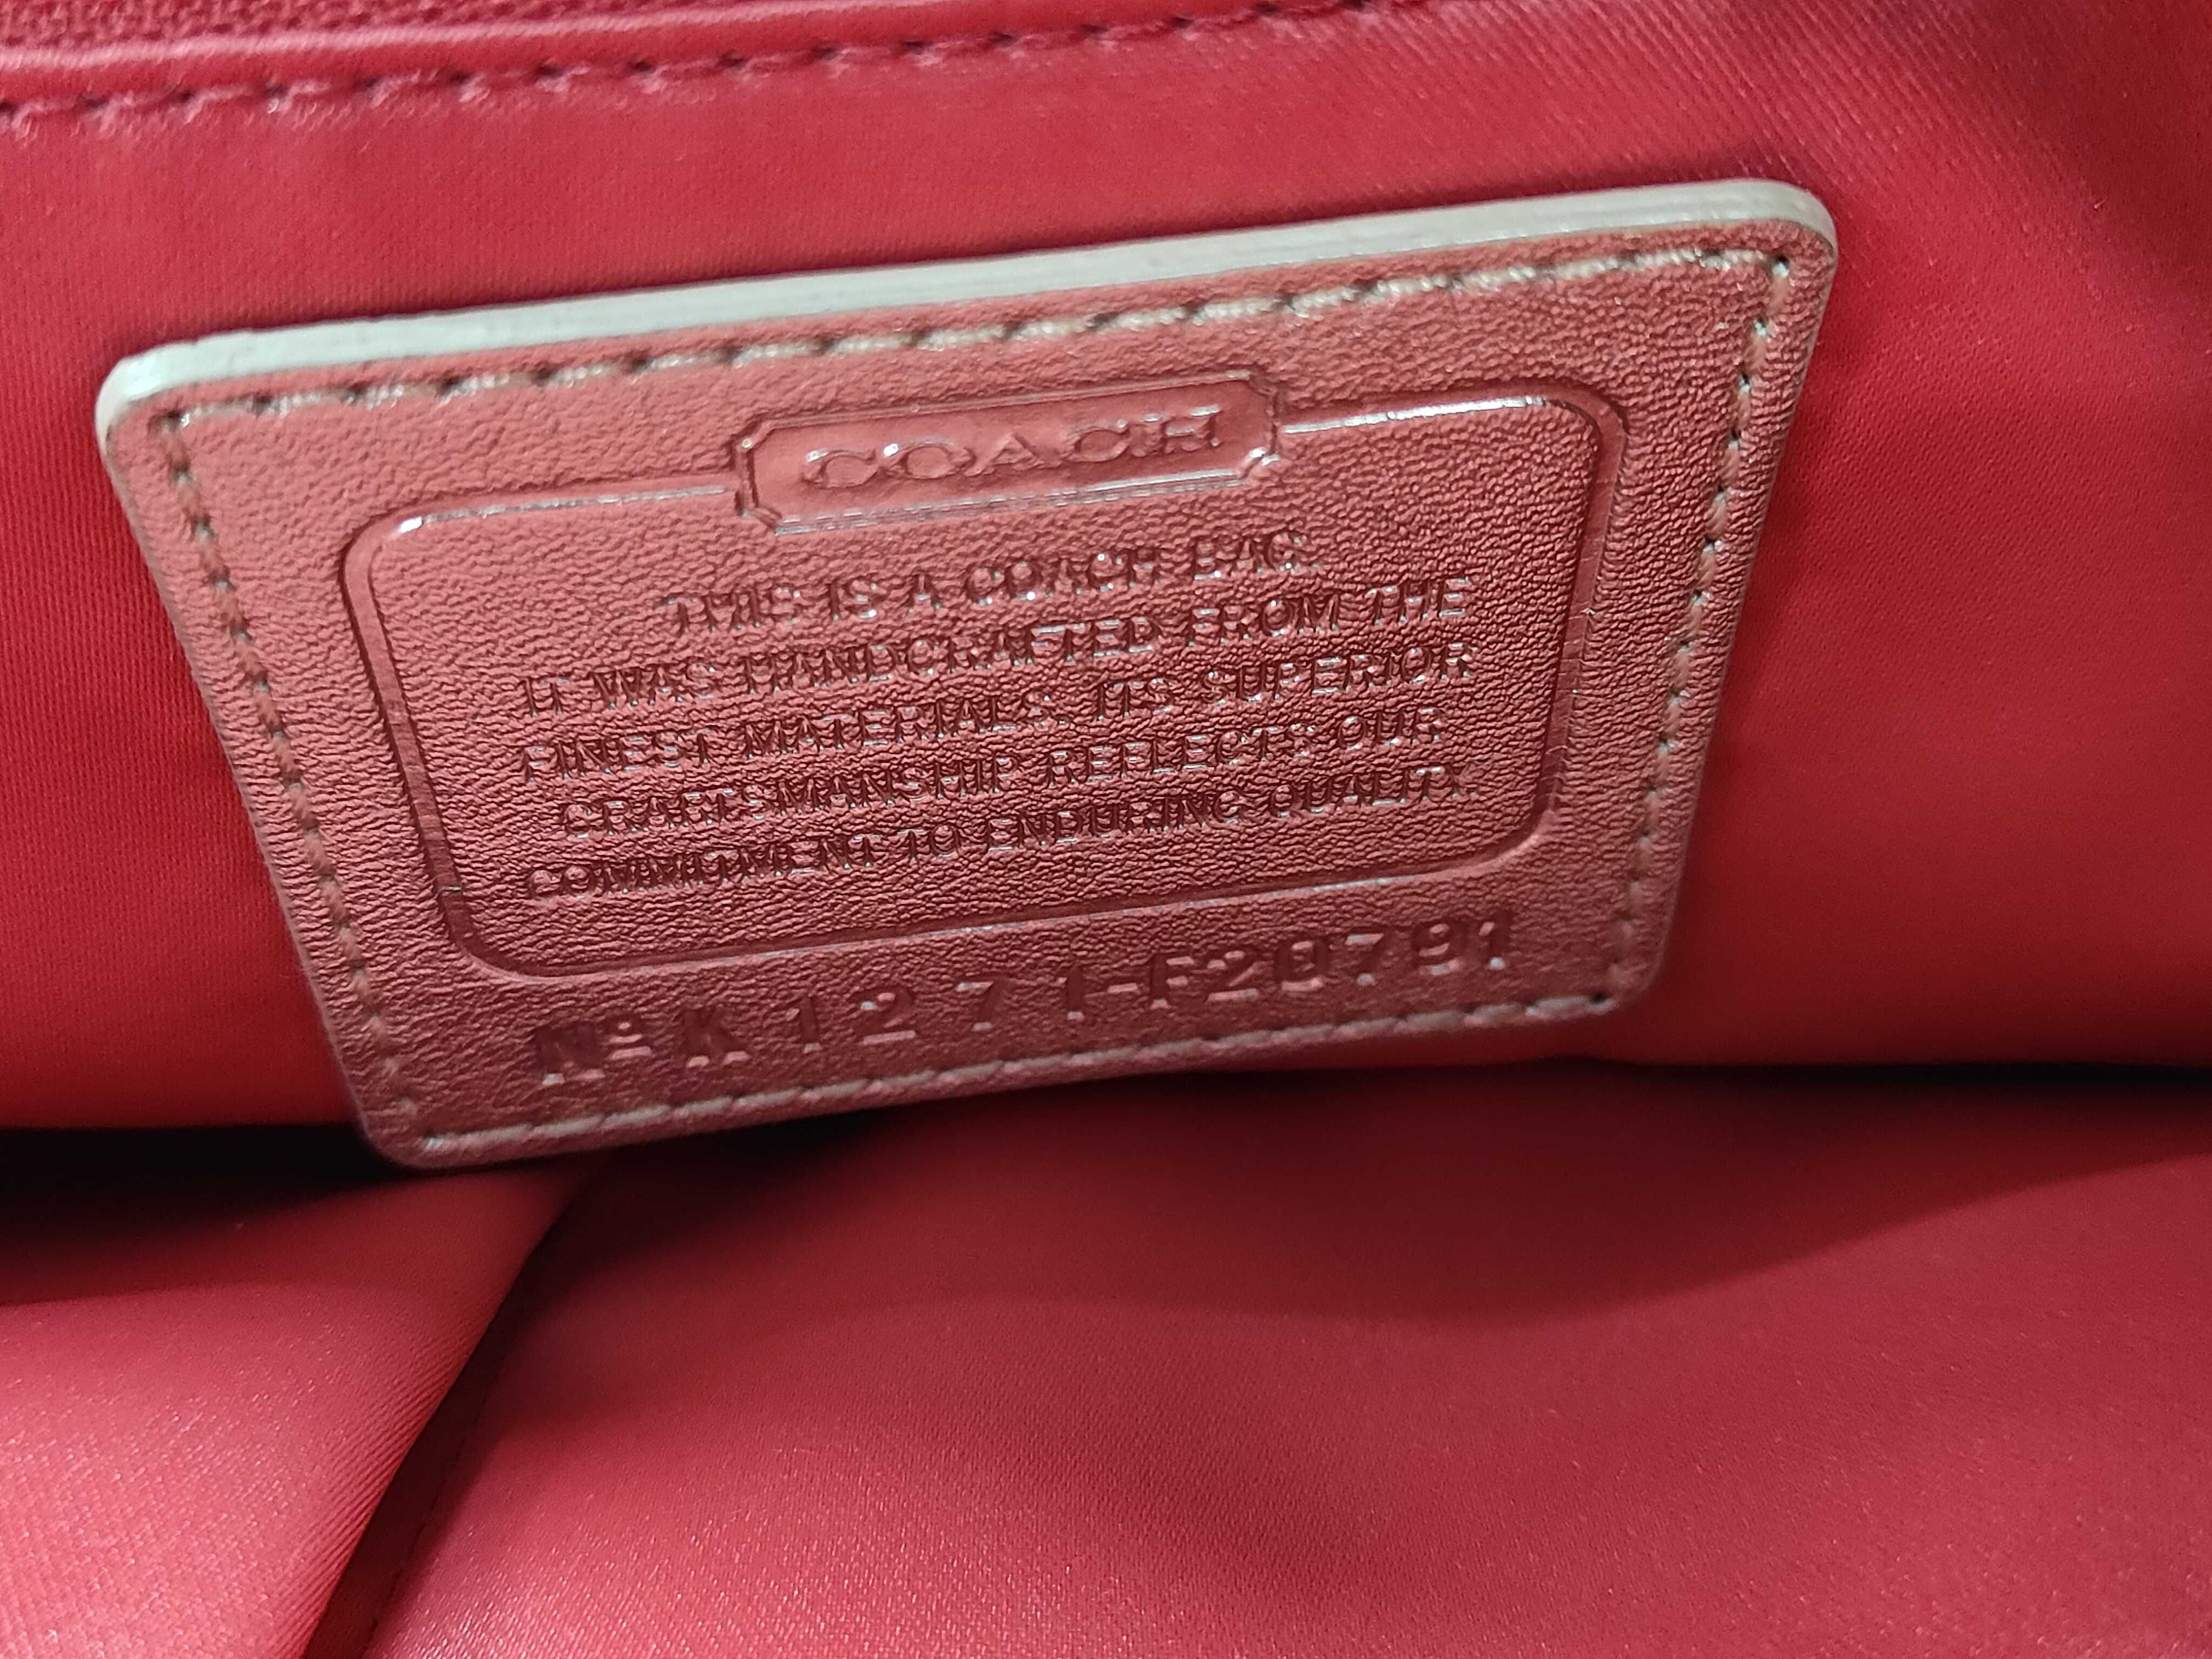 COACH
THIS IS A COACH BAG.
IT WAS HANDCRAFTED FROM THE
FINEST MATERIALS. ITS SUPERIOR
CRAFTSMANSHIP REFLECTS OUR
COMMITMENT TO ENDURING QUALITY.
Nº K1271-F20791